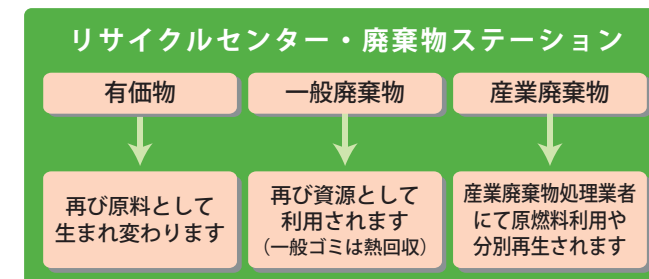 リサイクルセンター・廃棄物ステーション
有価物
一般廃棄物
産業廃棄物
再び原料として
生まれ変わります
再び資源として
利用されます
（一般ゴミは熱回収）
産業廃棄物処理業者
にて原燃料利用や
分別再生されます